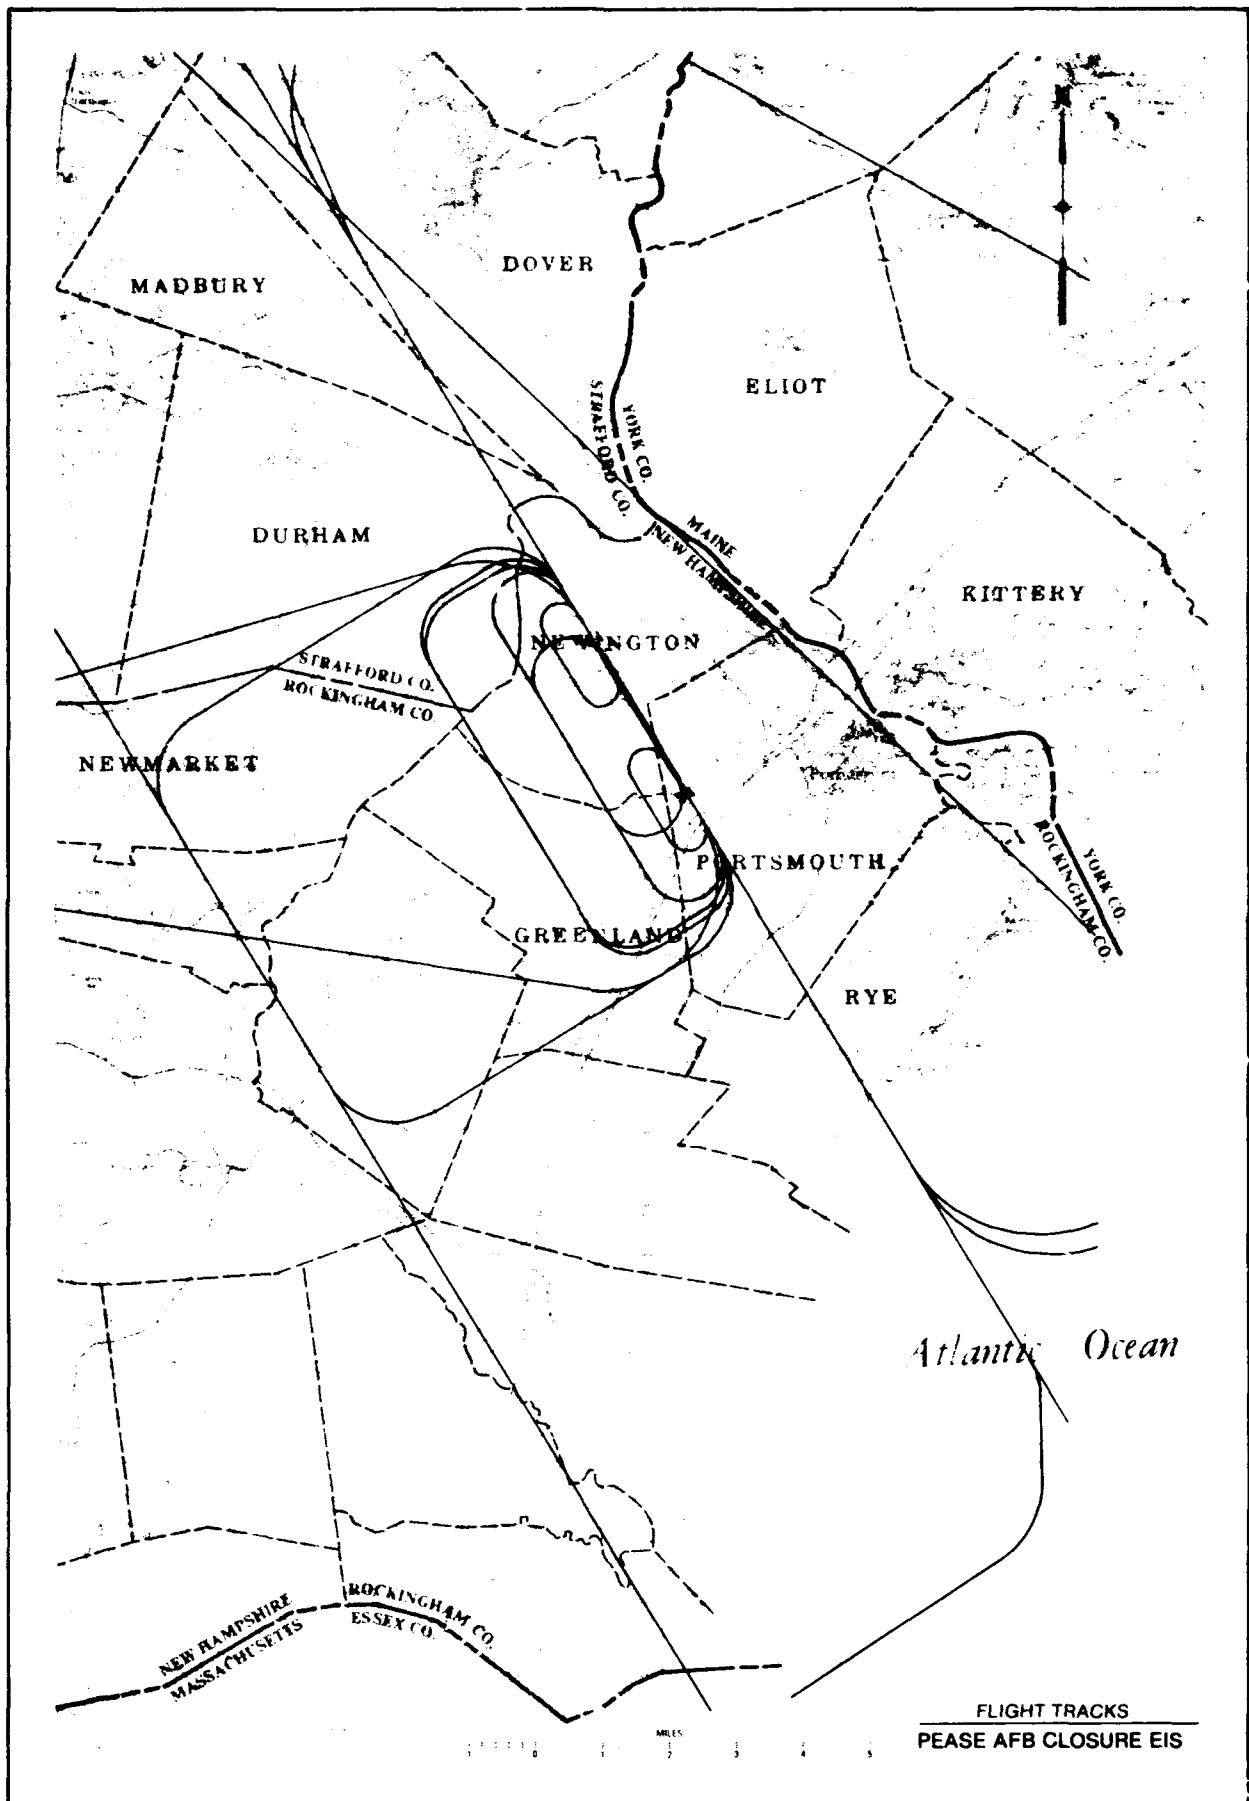 DOVER
MADBURY
ELIOT
YORK CO.
STRAFFORD CO.
MAINE
NEW HAMPSHIRE
DURHAM
KITTERY
NEWINGTON
STRAFFORD CO.
ROCKINGHAM CO.
NEWMARKET
PORTSMOUTH
YORK CO.
ROCKINGHAM CO.
GREENLAND
RYE
Atlantic Ocean
ROCKINGHAM CO.
ESSEX CO.
NEW HAMPSHIRE
MASSACHUSETTS
FLIGHT TRACKS
PEASE AFB CLOSURE EIS
MILES
1 0 1 2 3 4 5